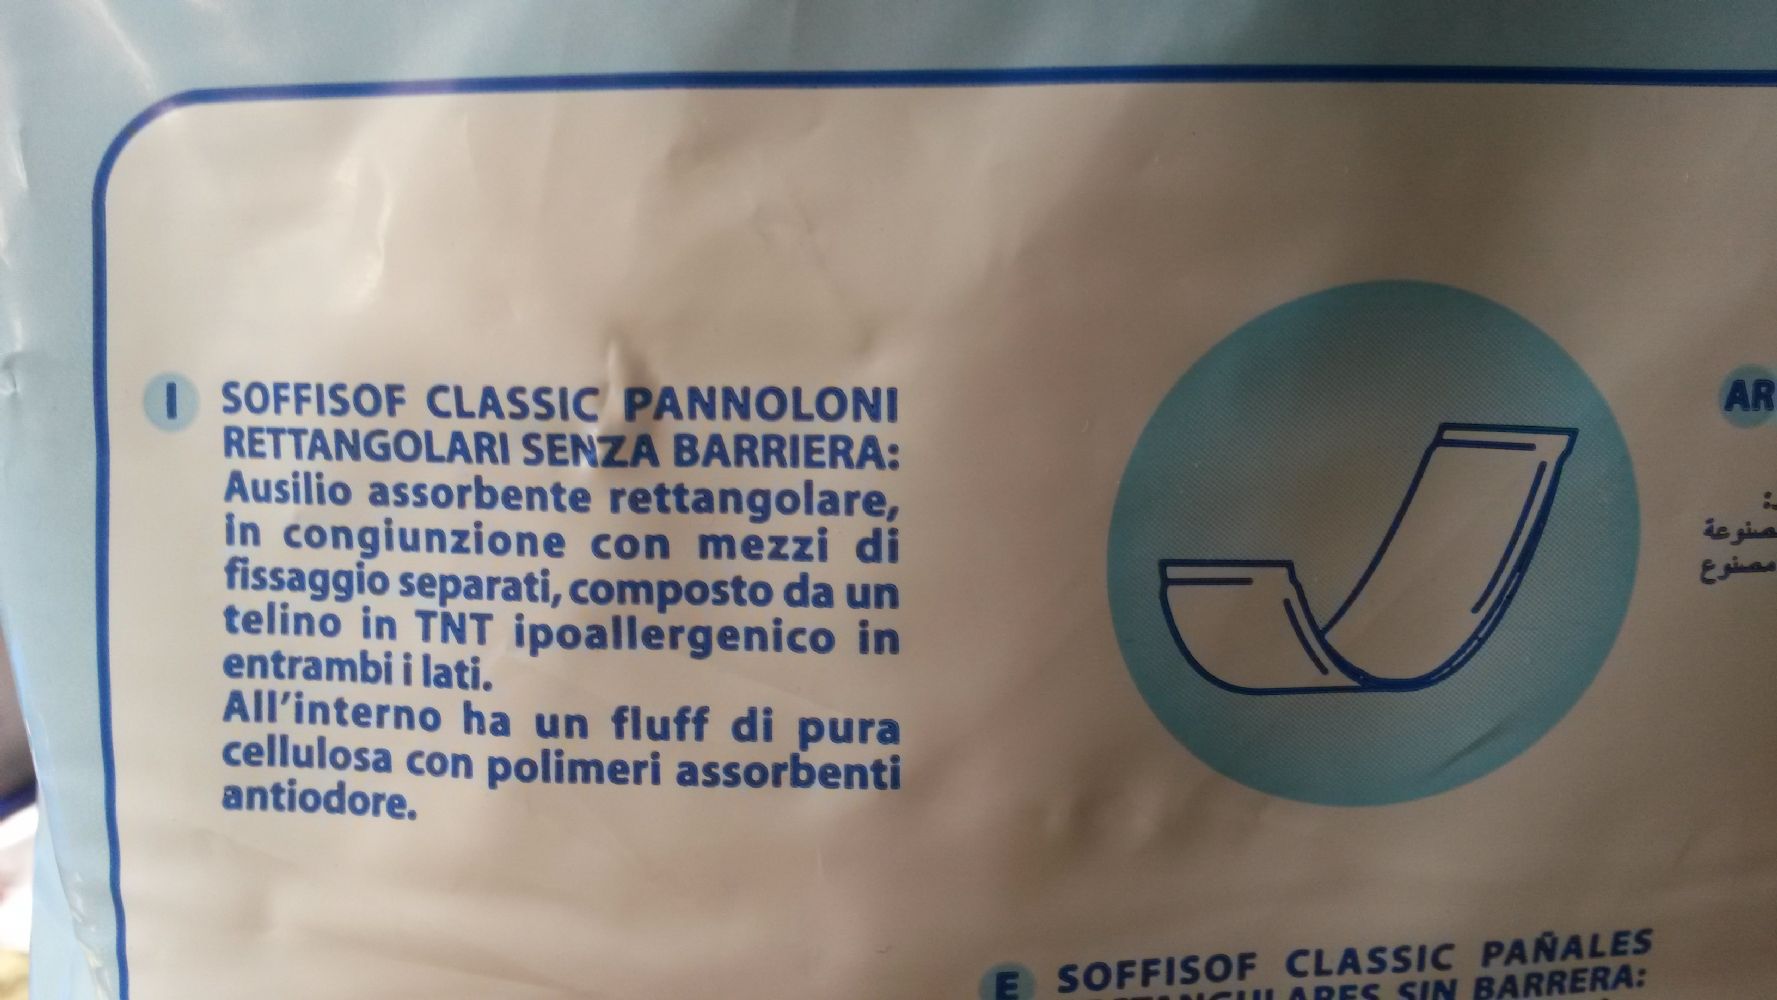 I
SOFFISOF CLASSIC PANNOLONI
RETTANGOLARI SENZA BARRIERA:
Ausilio assorbente rettangolare,
in congiunzione con mezzi di
fissaggio separati, composto da un
telino in TNT ipoallergenico in
entrambi i lati.
All'interno ha un fluff di pura
cellulosa con polimeri assorbenti
antiodore.
AR
مصنوع
E
SOFFISOF CLASSIC PAÑALES
RECTANGULARES SIN BARRERA: